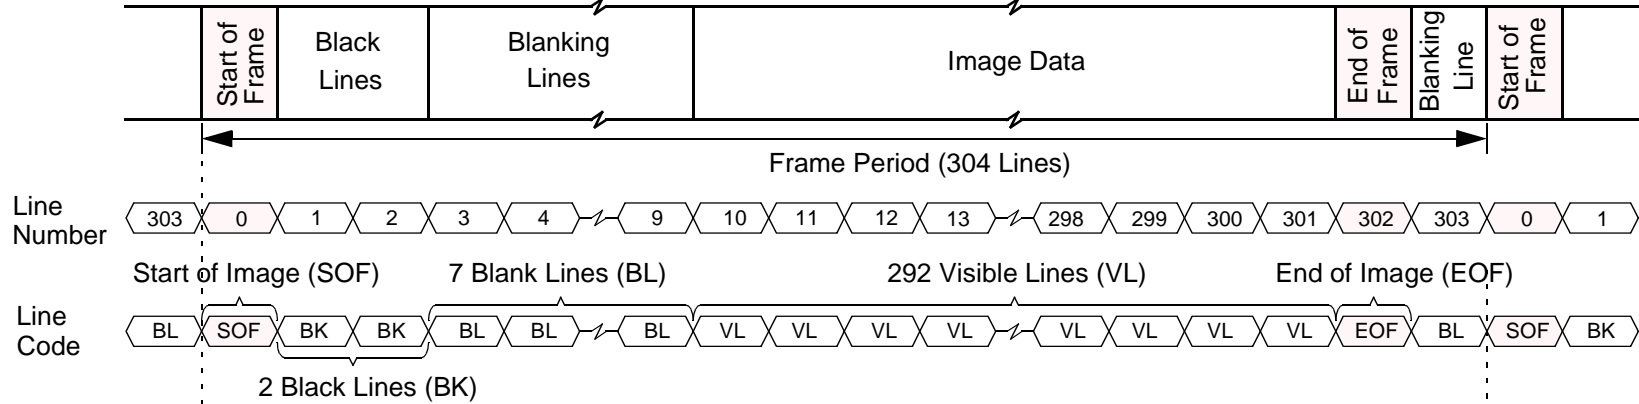 Start of Frame
Black Lines
Blanking Lines
Image Data
End of Frame
Blanking Line
Start of Frame
Frame Period (304 Lines)
Line Number
303 0 1 2 3 4 9 10 11 12 13 298 299 300 301 302 303 0 1
Start of Image (SOF) 7 Blank Lines (BL) 292 Visible Lines (VL) End of Image (EOF)
Line Code
BL SOF BK BK BL BL BL VL VL VL VL VL VL VL VL EOF BL SOF BK
2 Black Lines (BK)